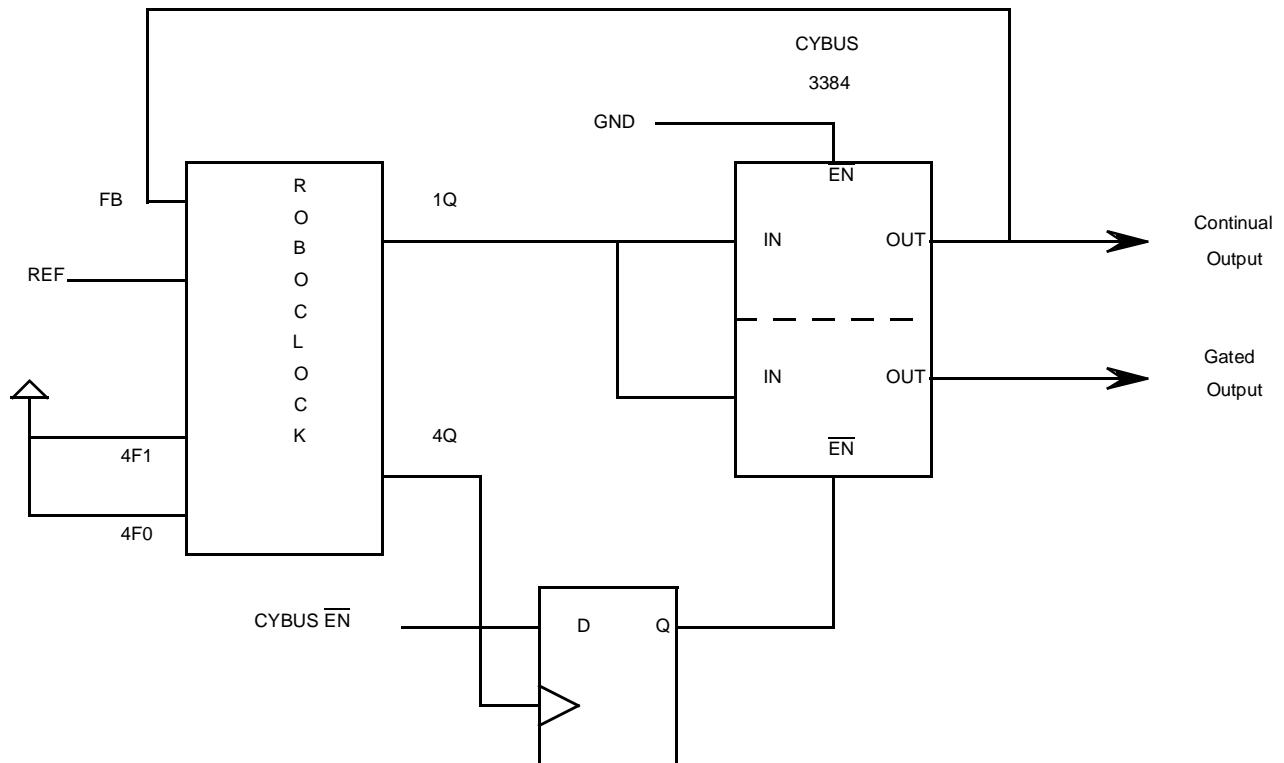 CYBUS
3384
GND
EN
FB
R
O
B
O
C
L
O
C
K
1Q
IN
OUT
Continual
Output
REF
IN
OUT
Gated
Output
4F1
4Q
EN
4F0
CYBUS EN
D
Q